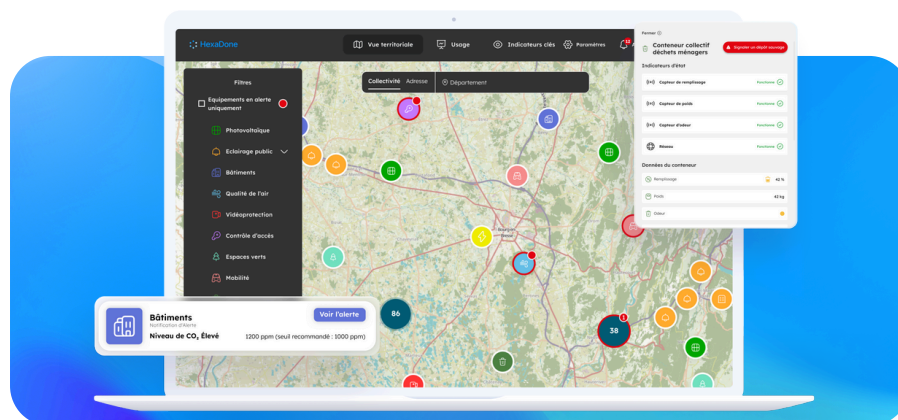 HexaDone
Vue territoriale
Usage
Indicateurs clés
Paramètres
Filtres
Equipements en alerte
uniquement
Photovoltaïque
Eclairage public
Bâtiments
Qualité de l'air
Vidéoprotection
Contrôle d'accès
Espaces verts
Mobilité
Collectivité
Adresse
Département
86
38
1
Bâtiments
Notification d'Alerte
Niveau de CO₂ Élevé
1200 ppm (seuil recommandé : 1000 ppm)
Voir l'alerte
Fermer
Conteneur collectif
déchets ménagers
Signaler un dépôt sauvage
Indicateurs d'état
Capteur de remplissage
Fonctionne
Capteur de poids
Fonctionne
Capteur d'odeur
Fonctionne
Réseau
Fonctionne
Données du conteneur
Remplissage
42 %
Poids
43 kg
Odeur